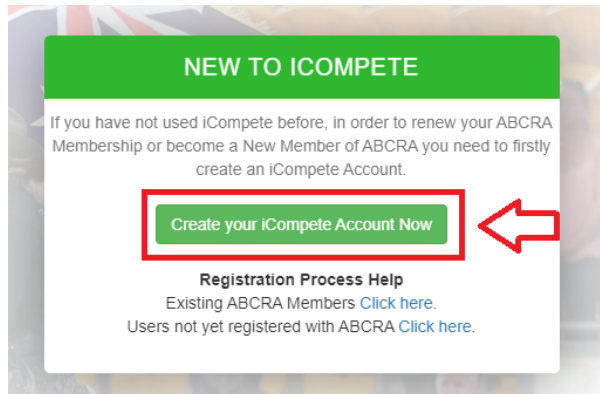 NEW TO ICOMPETE
If you have not used iCompete before, in order to renew your ABCRA
Membership or become a New Member of ABCRA you need to firstly
create an iCompete Account.
Create your iCompete Account Now
Registration Process Help
Existing ABCRA Members Click here.
Users not yet registered with ABCRA Click here.